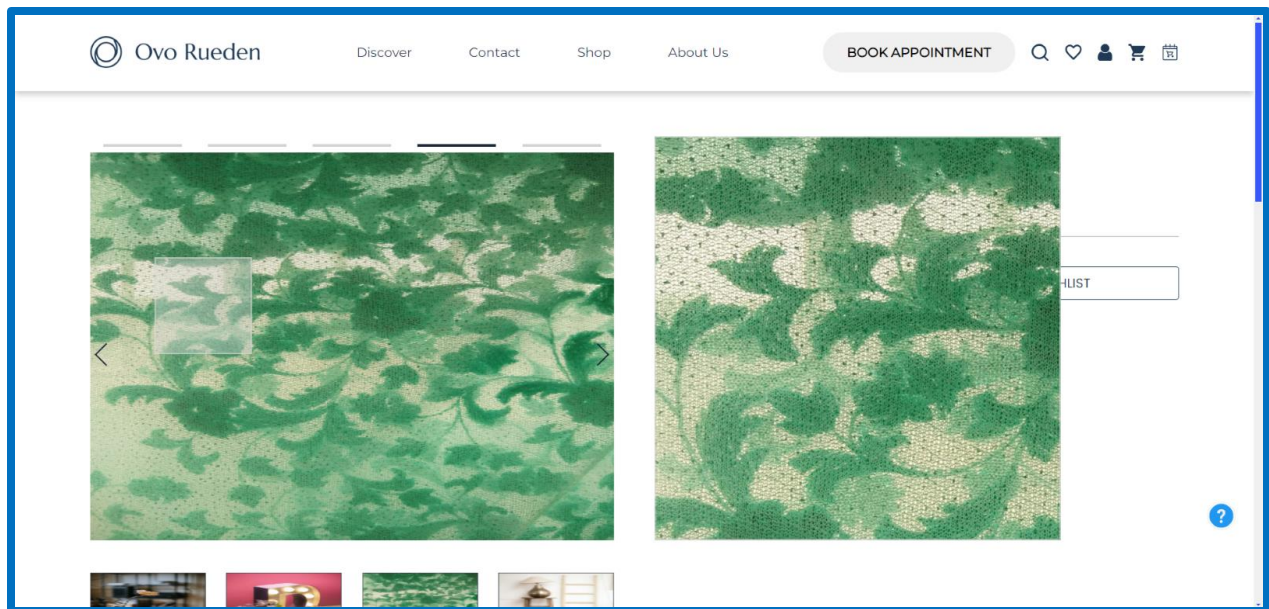 Ovo Rueden
Discover
Contact
Shop
About Us
BOOK APPOINTMENT
HLIST
?